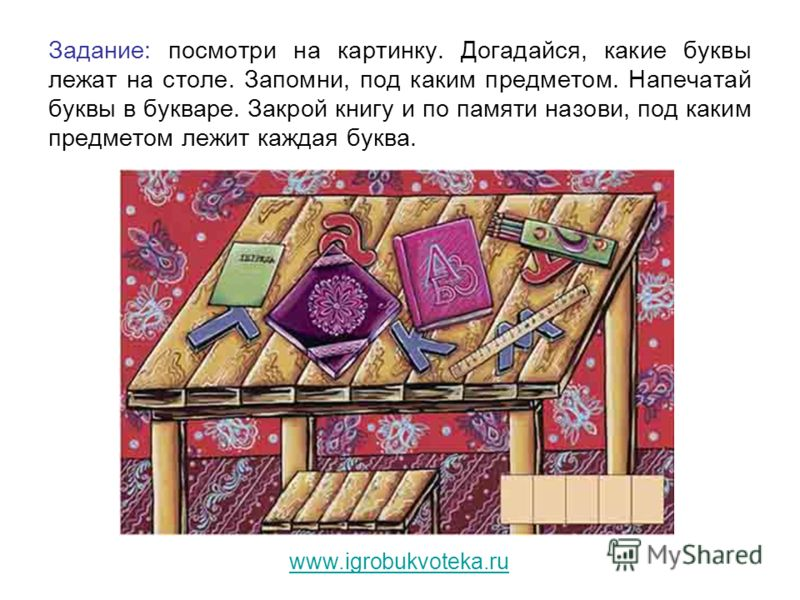 Задание: посмотри на картинку. Догадайся, какие буквы
лежат на столе. Запомни, под каким предметом. Напечатай
буквы в букваре. Закрой книгу и по памяти назови, под каким
предметом лежит каждая буква.
ТЕТРАДЬ
А
БЗ
www.igrobukvoteka.ru
MyShared